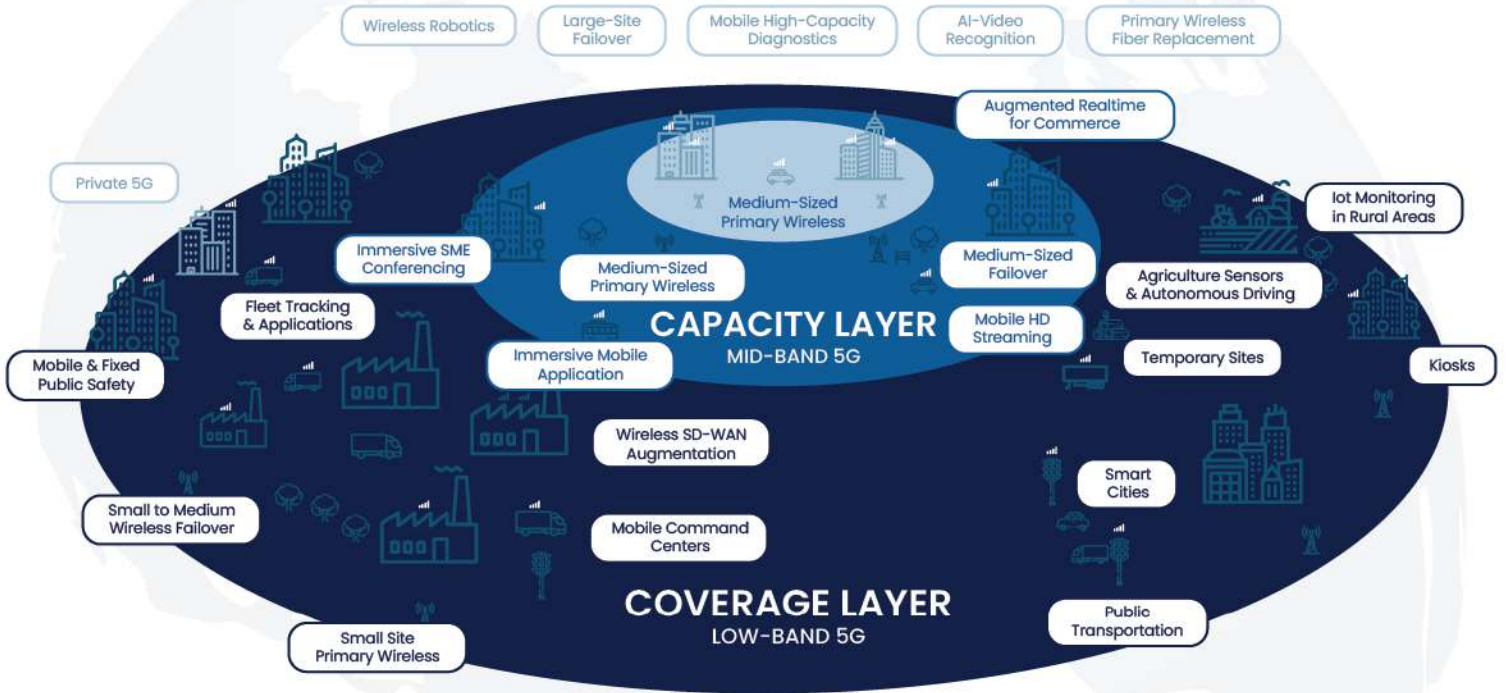 Wireless Robotics
Large-Site
Failover
Mobile High-Capacity
Diagnostics
AI-Video
Recognition
Primary Wireless
Fiber Replacement
Augmented Realtime
for Commerce
Private 5G
Medium-Sized
Primary Wireless
Iot Monitoring
in Rural Areas
Immersive SME
Conferencing
Medium-Sized
Primary Wireless
Medium-Sized
Failover
Agriculture Sensors
& Autonomous Driving
Fleet Tracking
& Applications
CAPACITY LAYER
MID-BAND 5G
Mobile HD
Streaming
Mobile & Fixed
Public Safety
Immersive Mobile
Application
Temporary Sites
Kiosks
Wireless SD-WAN
Augmentation
Smart
Cities
Small to Medium
Wireless Failover
Mobile Command
Centers
COVERAGE LAYER
LOW-BAND 5G
Public
Transportation
Small Site
Primary Wireless